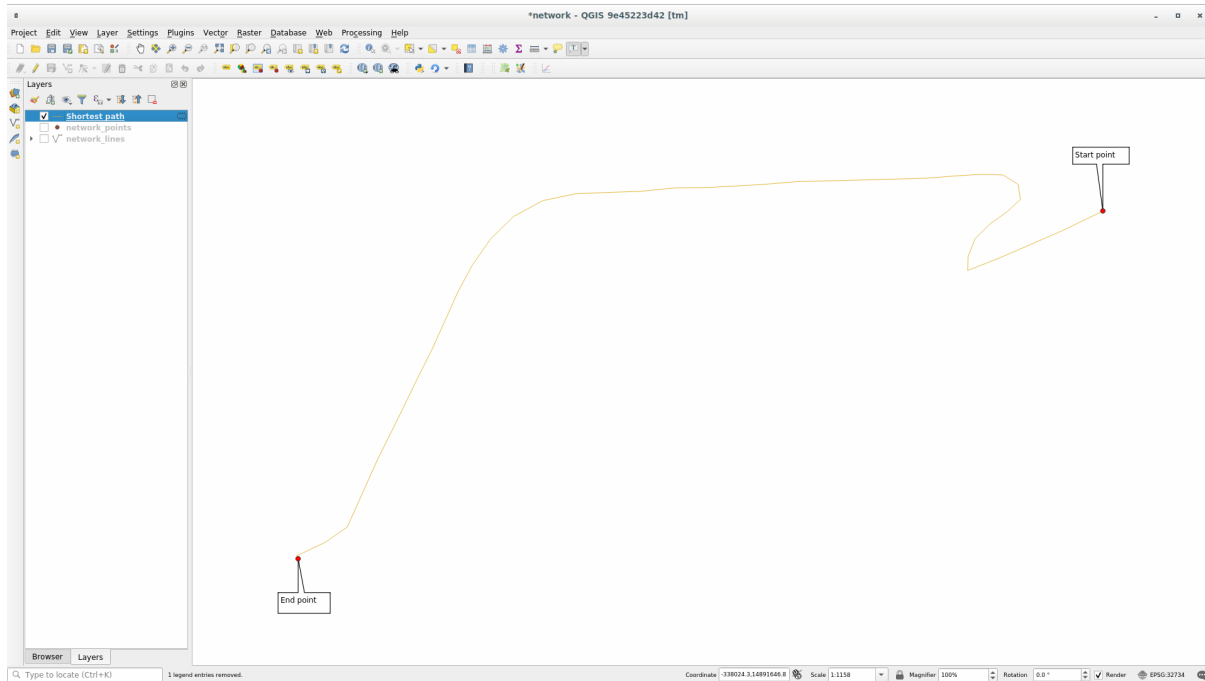 *network - QGIS 9e45223d42 [tm]
Project Edit View Layer Settings Plugins Vector Raster Database Web Processing Help
Layers
Shortest path
network_points
network_lines
Start point
End point
Browser Layers
Type to locate (Ctrl+K) 1 legend entries removed. Coordinate -338024.3,14891646.8 Scale 1:1158 Magnifier 100% Rotation 0.0 ° Render EPSG:32734